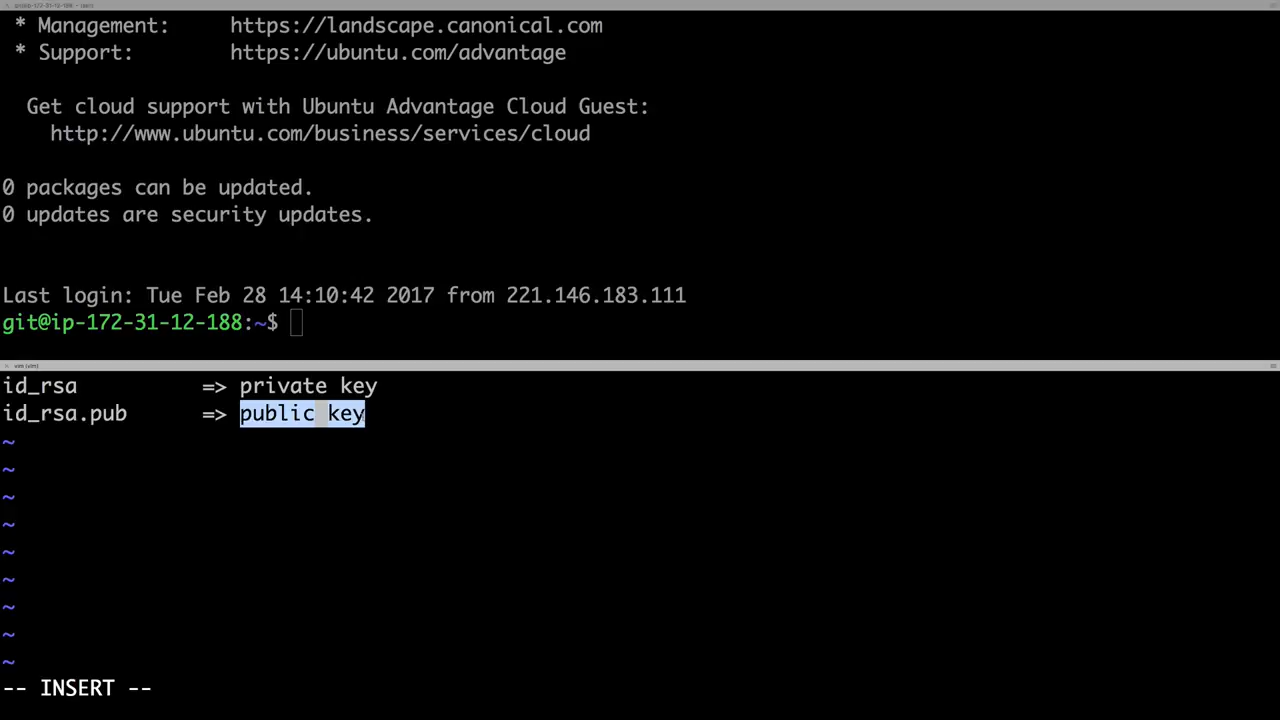 * Management:     https://landscape.canonical.com
* Support:        https://ubuntu.com/advantage
Get cloud support with Ubuntu Advantage Cloud Guest:
http://www.ubuntu.com/business/services/cloud
0 packages can be updated.
0 updates are security updates.
Last login: Tue Feb 28 14:10:42 2017 from 221.146.183.111
git@ip-172-31-12-188:~$
id_rsa          => private key
id_rsa.pub      => public key
~
~
~
~
~
~
~
~
~
-- INSERT --